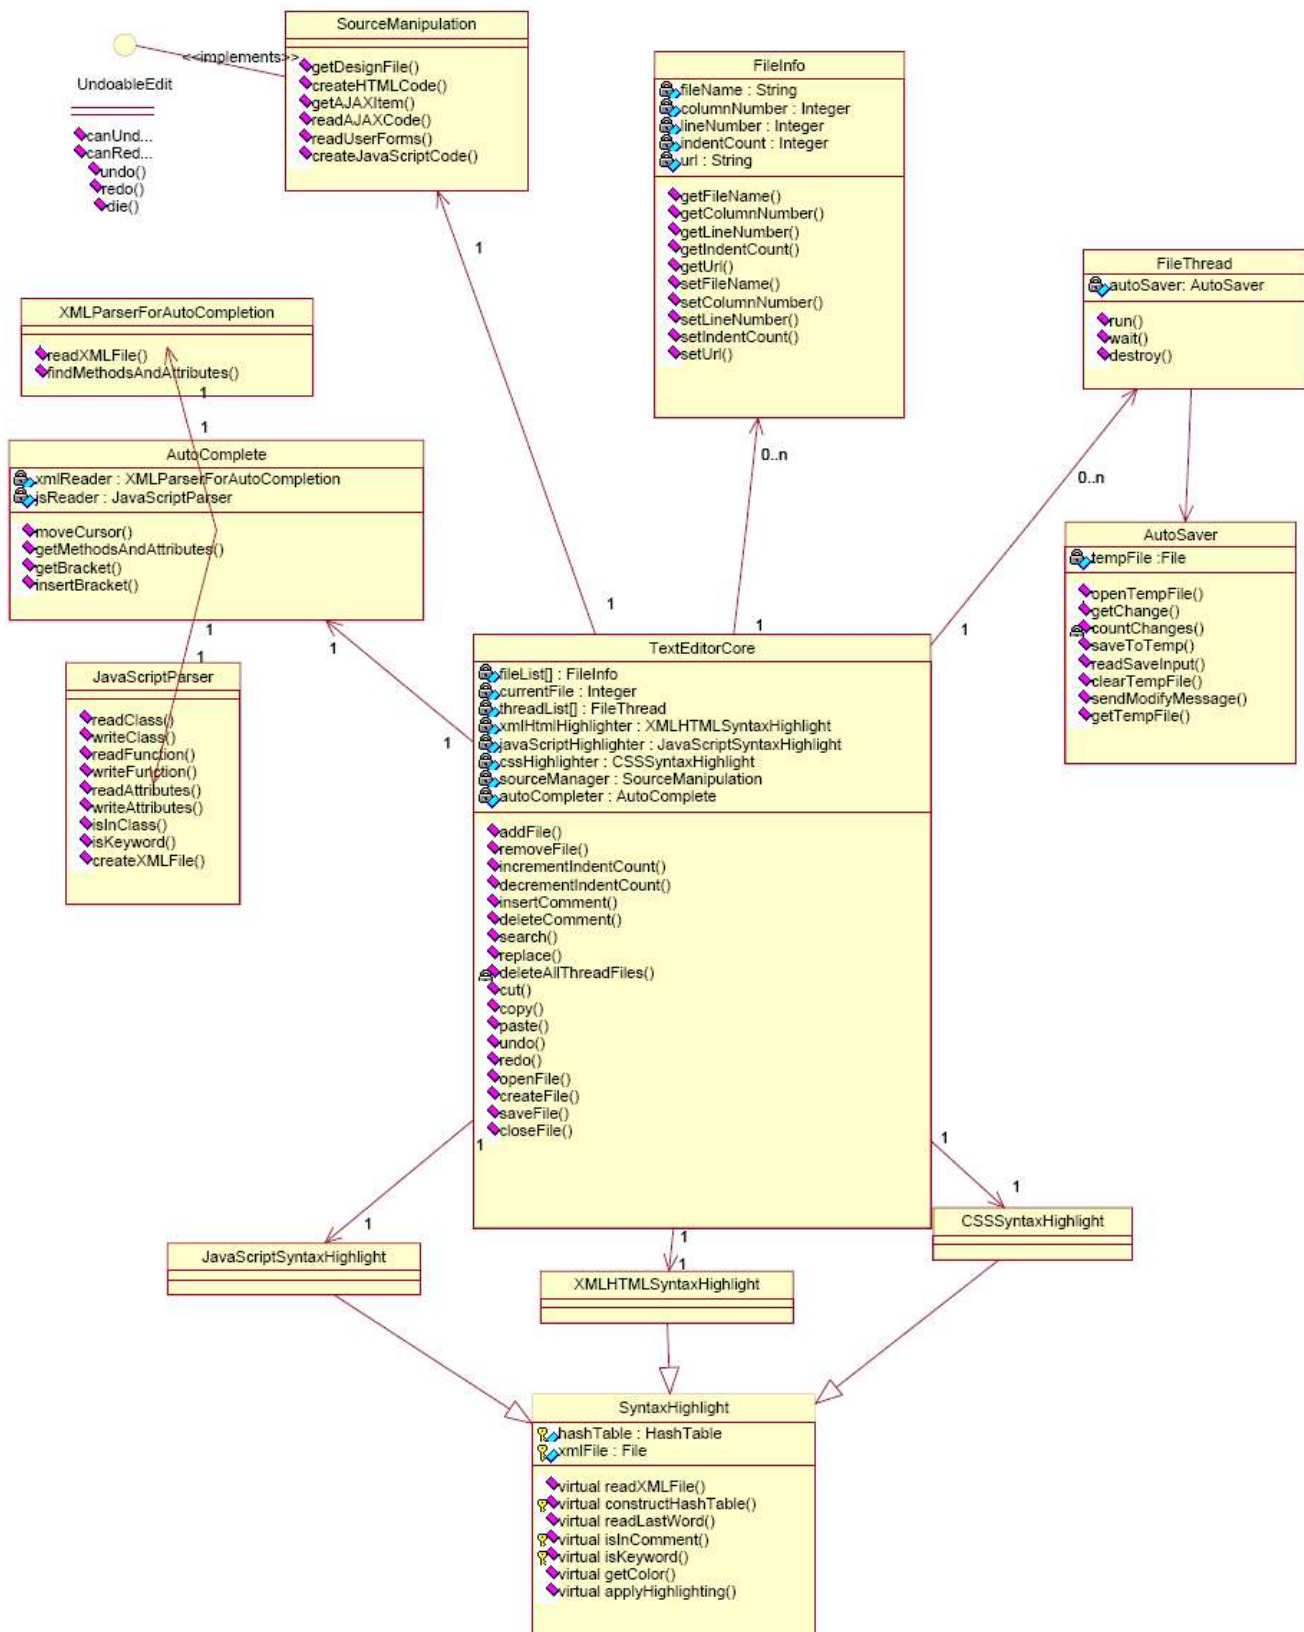 SourceManipulation
getDesignFile()
createHTMLCode()
getAJAXItem()
readAJAXCode()
readUserForms()
createJavaScriptCode()
<<implements>>
UndoableEdit
canUnd...
canRed...
undo()
redo()
die()
FileInfo
fileName : String
columnNumber : Integer
lineNumber : Integer
indentCount : Integer
url : String
getFileName()
getColumnNumber()
getLineNumber()
getIndentCount()
getUrl()
setFileName()
setColumnNumber()
setLineNumber()
setIndentCount()
setUrl()
1
FileThread
autoSaver: AutoSaver
run()
wait()
destroy()
XMLParserForAutoCompletion
readXMLFile()
findMethodsAndAttributes()
1
1
AutoComplete
xmlReader : XMLParserForAutoCompletion
jsReader : JavaScriptParser
moveCursor()
getMethodsAndAttributes()
getBracket()
insertBracket()
0..n
0..n
AutoSaver
tempFile :File
openTempFile()
getChange()
countChanges()
saveToTemp()
readSaveInput()
clearTempFile()
sendModifyMessage()
getTempFile()
1
1
1
1
1
1
1
JavaScriptParser
readClass()
writeClass()
readFunction()
writeFunction()
readAttributes()
writeAttributes()
isInClass()
isKeyword()
createXMLFile()
TextEditorCore
fileList[] : FileInfo
currentFile : Integer
threadList[] : FileThread
xmlHtmlHighlighter : XMLHTMLSyntaxHighlight
javaScriptHighlighter : JavaScriptSyntaxHighlight
cssHighlighter : CSSSyntaxHighlight
sourceManager : SourceManipulation
autoCompleter : AutoComplete
addFile()
removeFile()
incrementIndentCount()
decrementIndentCount()
insertComment()
deleteComment()
search()
replace()
deleteAllThreadFiles()
cut()
copy()
paste()
undo()
redo()
openFile()
createFile()
saveFile()
closeFile()
1
1
1
1
1
1
JavaScriptSyntaxHighlight
XMLHTMLSyntaxHighlight
CSSSyntaxHighlight
SyntaxHighlight
hashTable : HashTable
xmlFile : File
virtual readXMLFile()
virtual constructHashTable()
virtual readLastWord()
virtual isInComment()
virtual isKeyword()
virtual getColor()
virtual applyHighlighting()